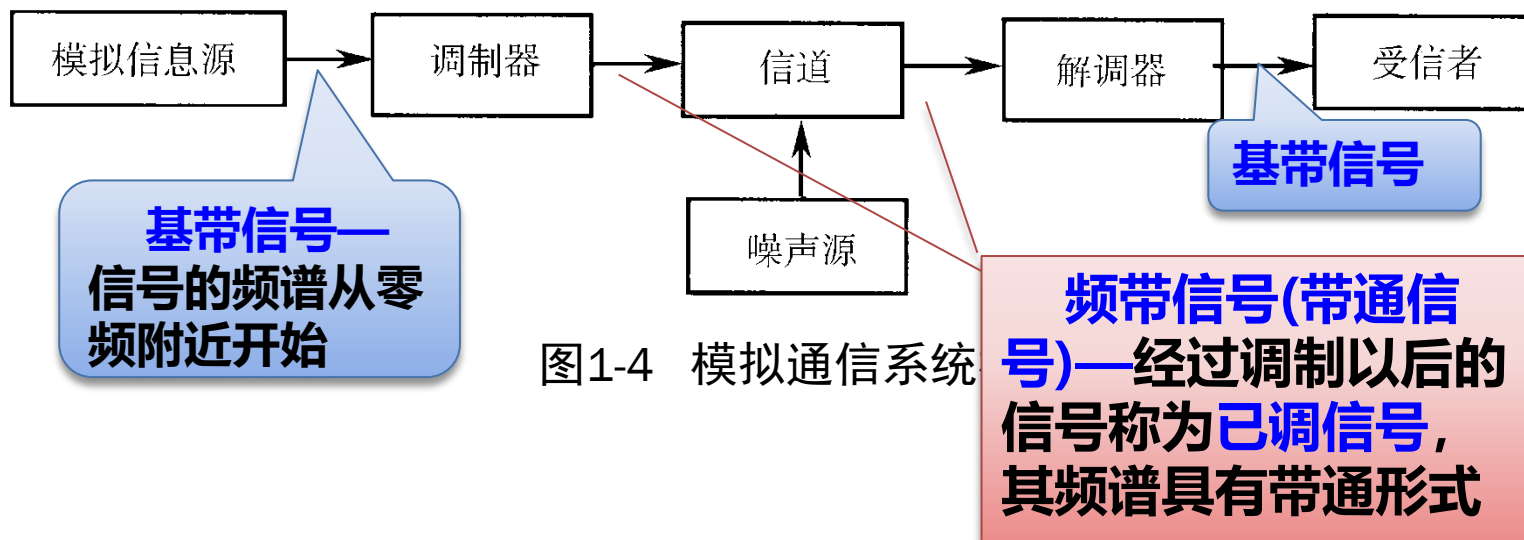 模拟信息源
调制器
信道
解调器
受信者
基带信号
基带信号—
信号的频谱从零
频附近开始
噪声源
频带信号(带通信
号)—经过调制以后的
信号称为已调信号，
其频谱具有带通形式
图1-4 模拟通信系统